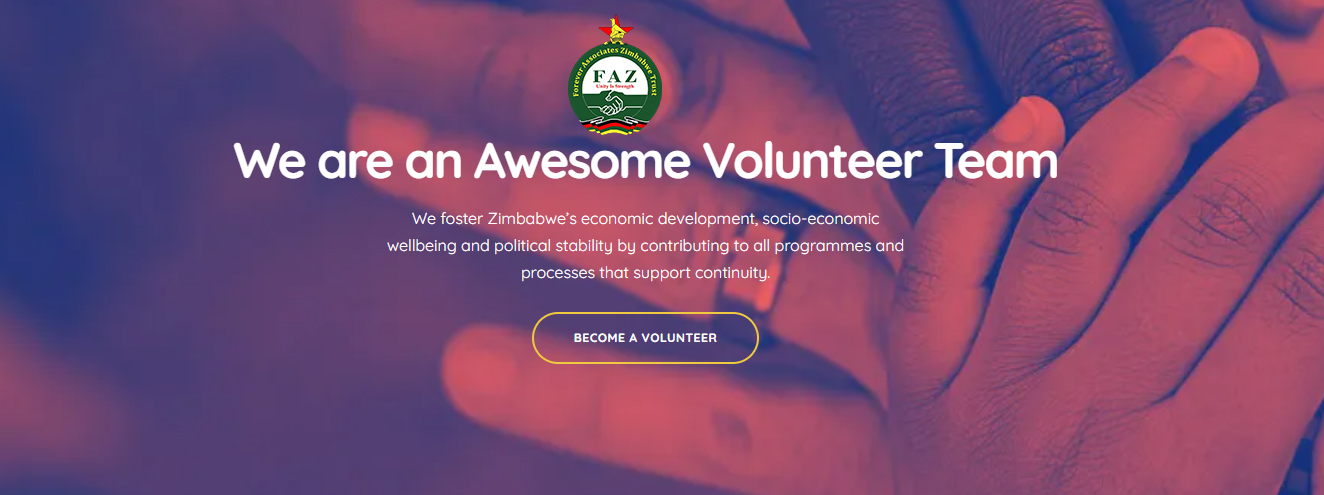 Forever Associates Zimbabwe Trust
FAZ
Unity Is Strength
We are an Awesome Volunteer Team
We foster Zimbabwe’s economic development, socio-economic
wellbeing and political stability by contributing to all programmes and
processes that support continuity.
BECOME A VOLUNTEER